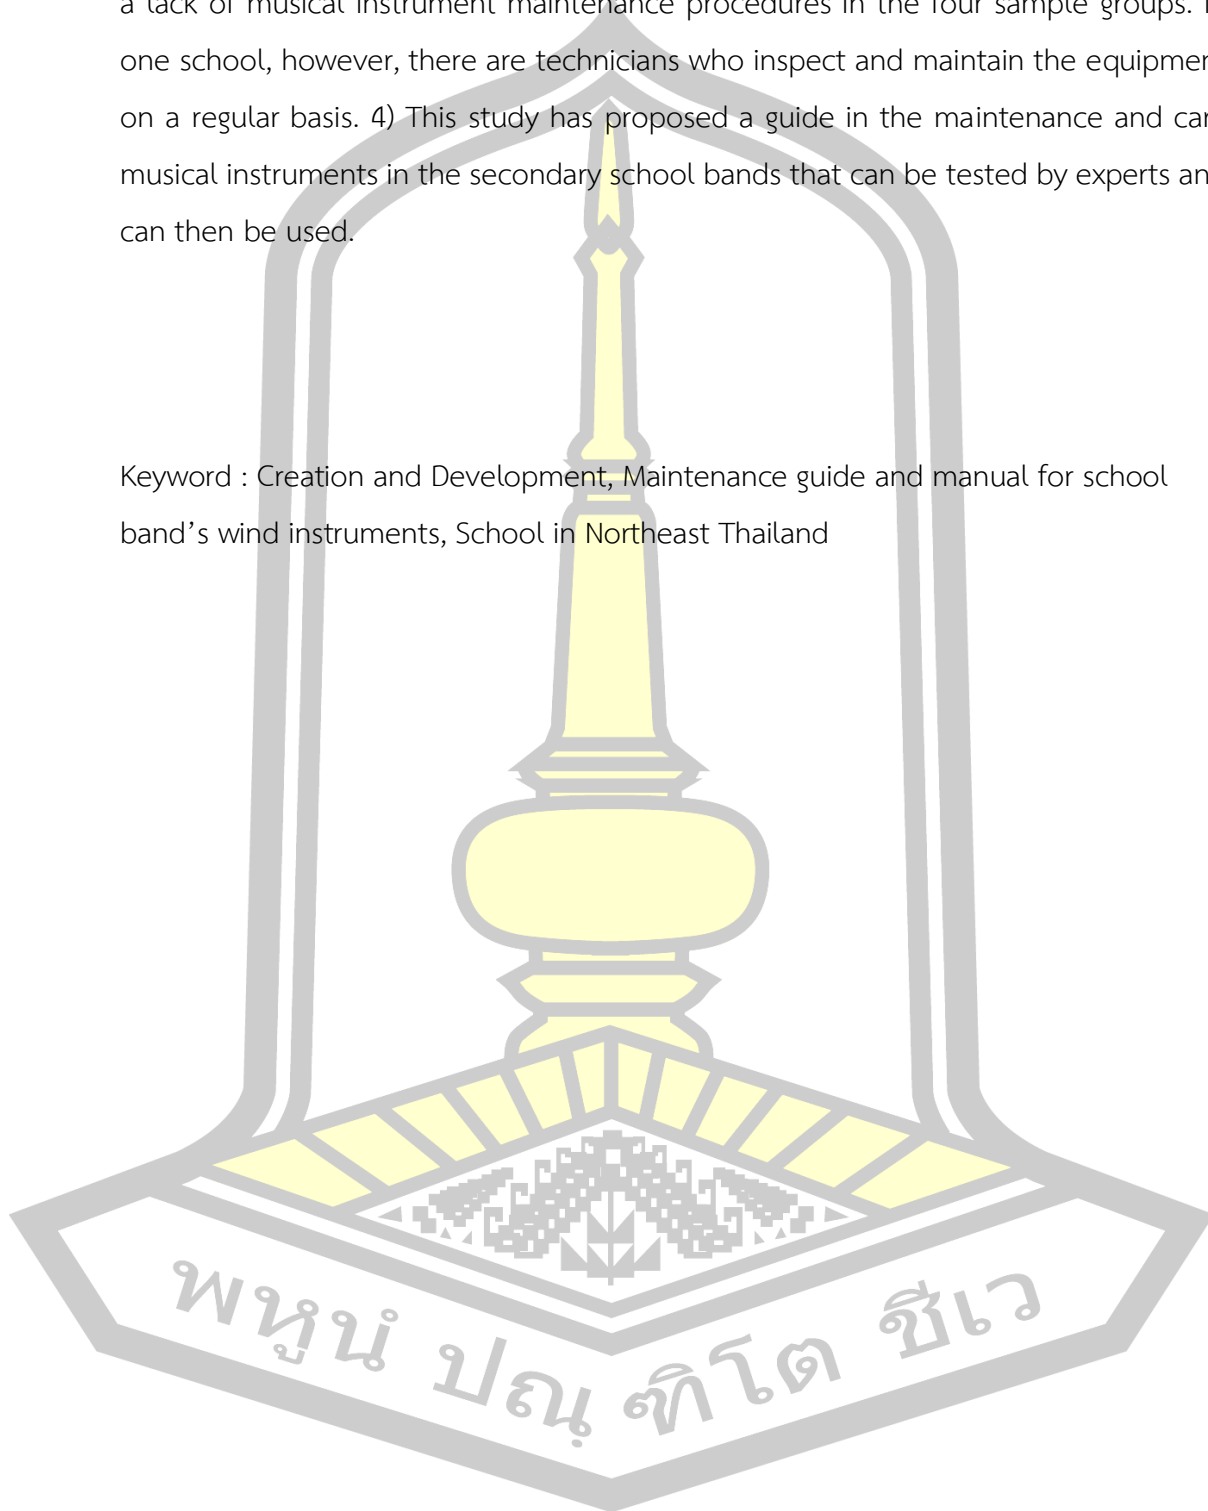 a lack of musical instrument maintenance procedures in the four sample groups.
one school, however, there are technicians who inspect and maintain the
on a regular basis. 4) This study has proposed a guide in the maintenance and
musical instruments in the secondary school bands that can be tested by experts
can then be used.
Keyword : Creation and Development, Maintenance guide and manual for school
band’s wind instruments, School in Northeast Thailand
พหูนํ ปณฺฑิโต ชีเว